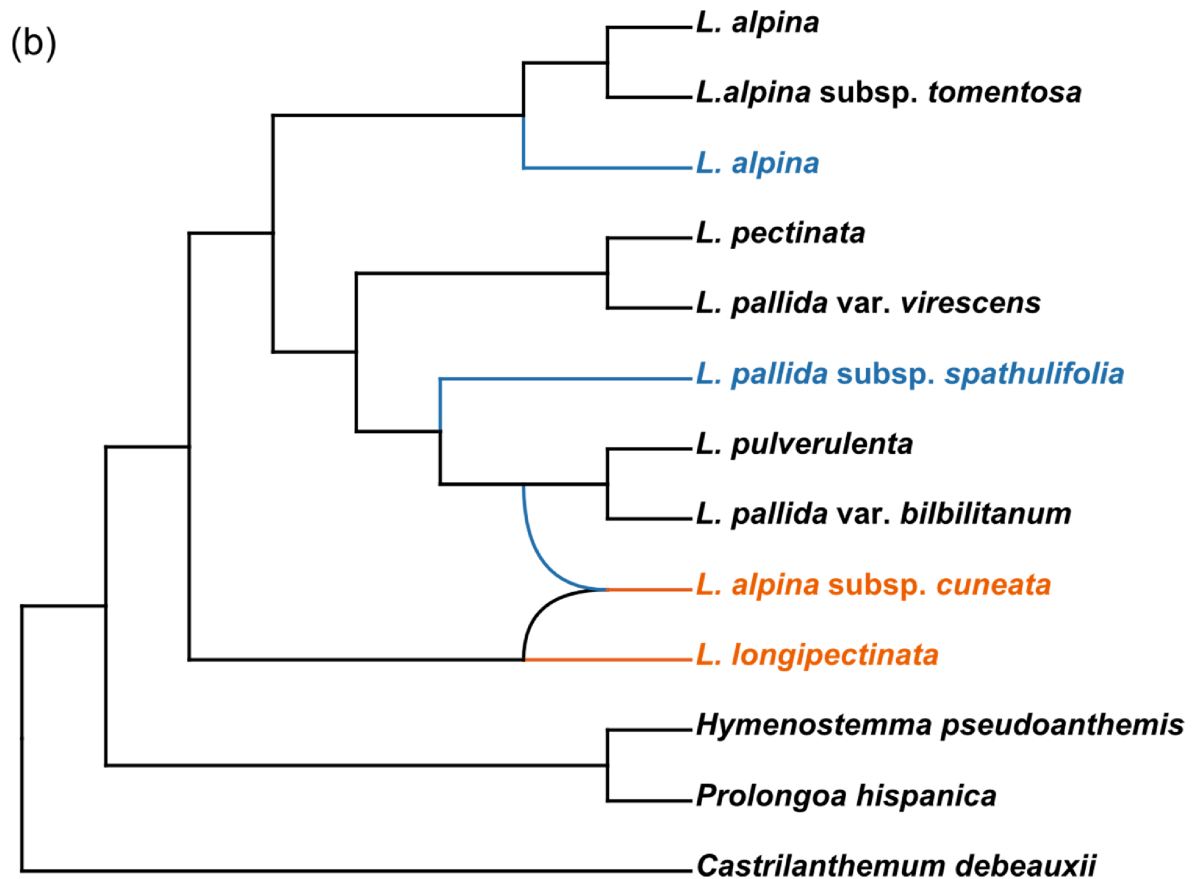 (b)
L. alpina
L.alpina subsp. tomentosa
L. alpina
L. pectinata
L. pallida var. virescens
L. pallida subsp. spathulifolia
L. pulverulenta
L. pallida var. bilbilitanum
L. alpina subsp. cuneata
L. longipectinata
Hymenostemma pseudoanthemis
Prolongoa hispanica
Castrilanthemum debeauxii